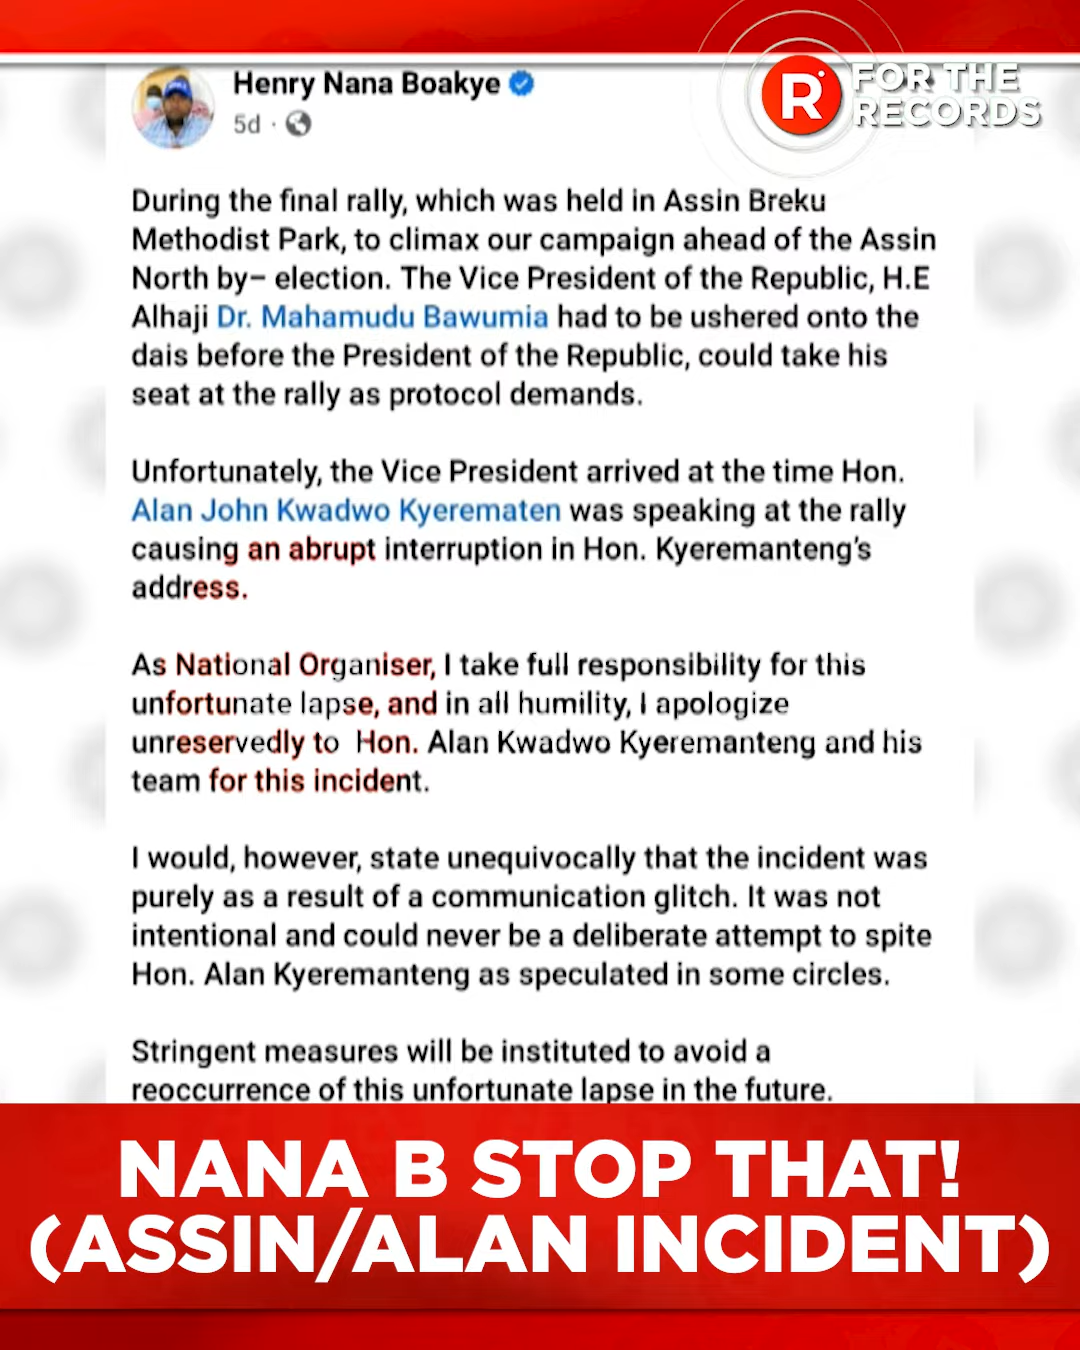 Henry Nana Boakye
5d ·
R
FOR THE
RECORDS
During the final rally, which was held in Assin Breku
Methodist Park, to climax our campaign ahead of the Assin
North by– election. The Vice President of the Republic, H.E
Alhaji Dr. Mahamudu Bawumia had to be ushered onto the
dais before the President of the Republic, could take his
seat at the rally as protocol demands.
Unfortunately, the Vice President arrived at the time Hon.
Alan John Kwadwo Kyerematen was speaking at the rally
causing an abrupt interruption in Hon. Kyeremanteng's
address.
As National Organiser, I take full responsibility for this
unfortunate lapse, and in all humility, I apologize
unreservedly to Hon. Alan Kwadwo Kyeremanteng and his
team for this incident.
I would, however, state unequivocally that the incident was
purely as a result of a communication glitch. It was not
intentional and could never be a deliberate attempt to spite
Hon. Alan Kyeremanteng as speculated in some circles.
Stringent measures will be instituted to avoid a
reoccurrence of this unfortunate lapse in the future.
NANA B STOP THAT!
(ASSIN/ALAN INCIDENT)